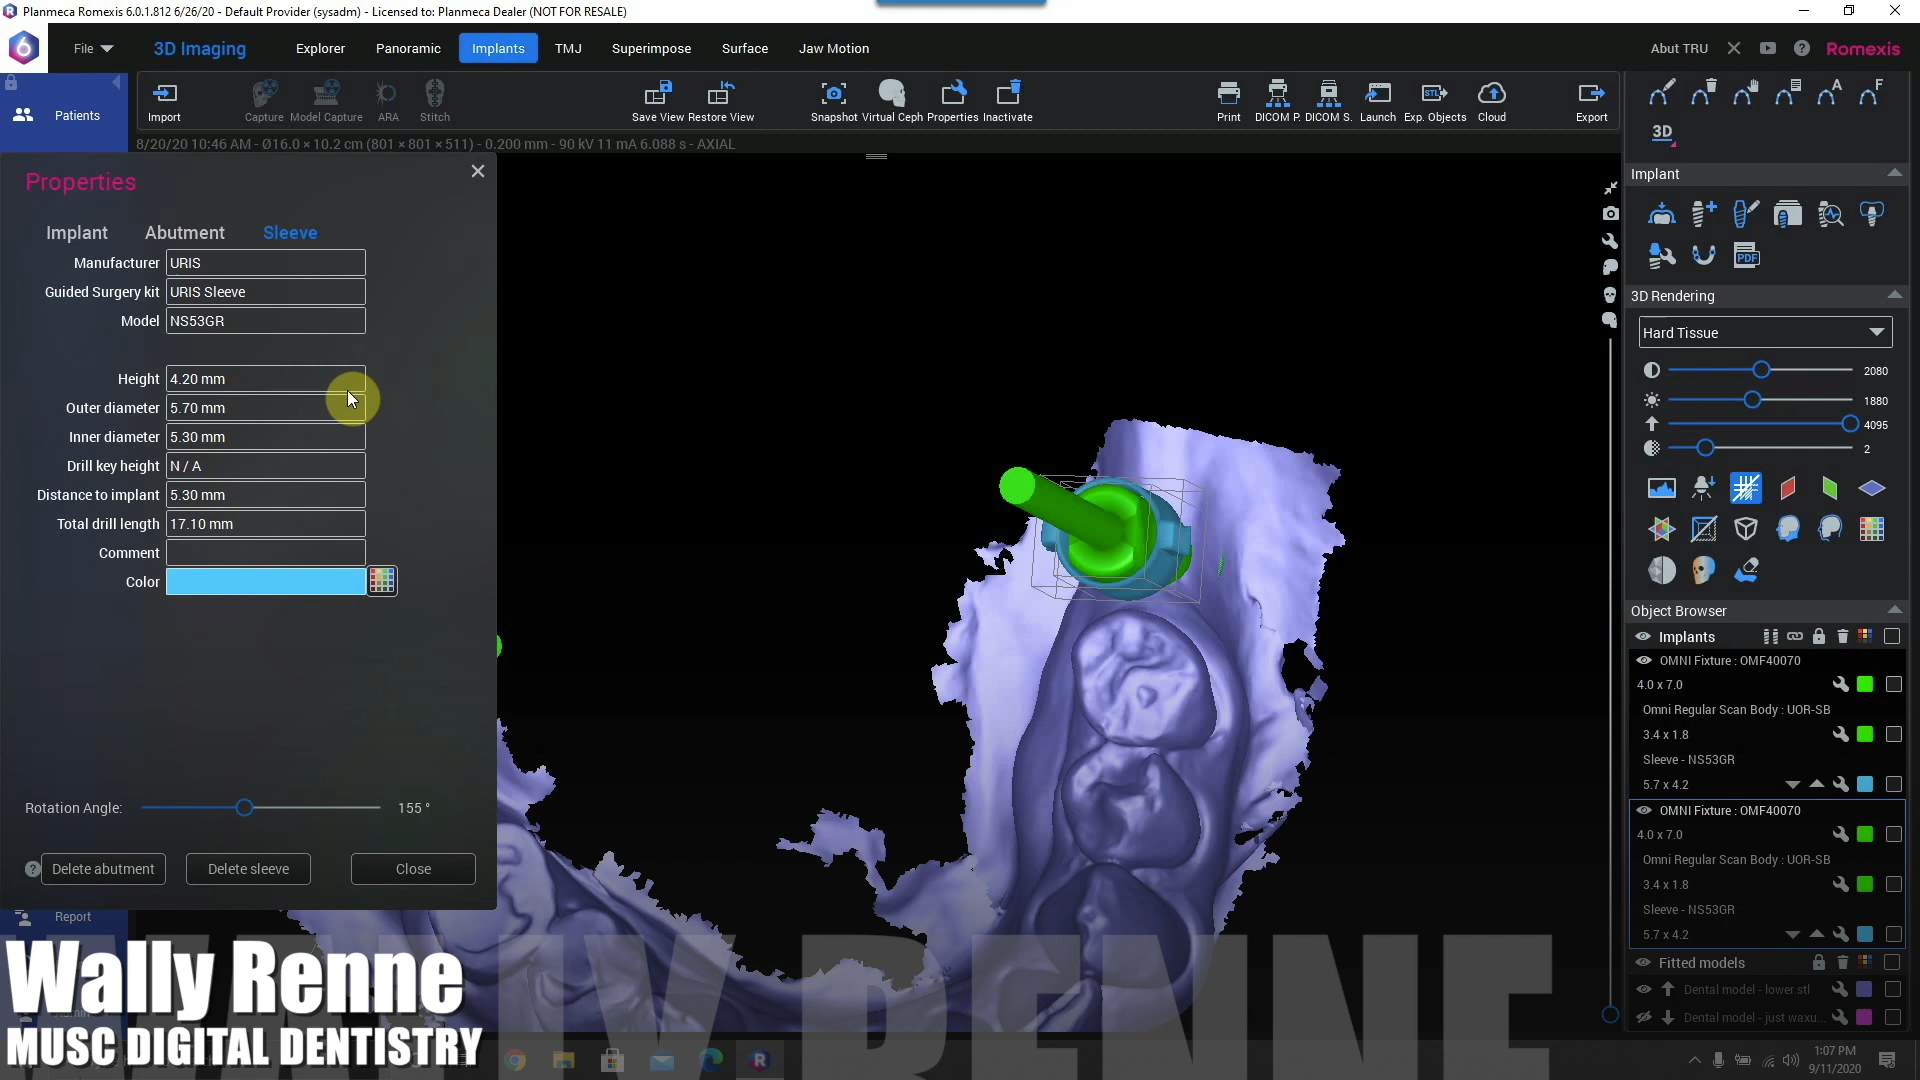 Planmeca Romexis 6.0.1.812 6/26/20 - Default Provider (sysadm) - Licensed to: Planmeca Dealer (NOT FOR RESALE)
6 File 3D Imaging Explorer Panoramic Implants TMJ Superimpose Surface Jaw Motion Abut TRU Romexis
Patients
Import Capture Model Capture ARA Stitch Save View Restore View Snapshot Virtual Ceph Properties Inactivate Print DICOM P. DICOM S. Launch Exp. Objects Cloud Export
8/20/20 10:46 AM - Ø16.0 × 10.2 cm (801 × 801 × 511) - 0.200 mm - 90 kV 11 mA 6.088 s - AXIAL
Properties
Implant Abutment Sleeve
Manufacturer URIS
Guided Surgery kit URIS Sleeve
Model NS53GR
Height 4.20 mm
Outer diameter 5.70 mm
Inner diameter 5.30 mm
Drill key height N / A
Distance to implant 5.30 mm
Total drill length 17.10 mm
Comment
Color
Rotation Angle: 155 °
Delete abutment Delete sleeve Close
Report
A F
3D
Implant
PDF
3D Rendering
Hard Tissue
2080
1880
4095
2
Object Browser
Implants
OMNI Fixture : OMF40070
4.0 x 7.0
Omni Regular Scan Body : UOR-SB
3.4 x 1.8
Sleeve - NS53GR
5.7 x 4.2
OMNI Fixture : OMF40070
4.0 x 7.0
Omni Regular Scan Body : UOR-SB
3.4 x 1.8
Sleeve - NS53GR
5.7 x 4.2
Fitted models
Dental model - lower.stl
Dental model - just waxu...
Wally Renne
MUSC DIGITAL DENTISTRY
1:07 PM
9/11/2020